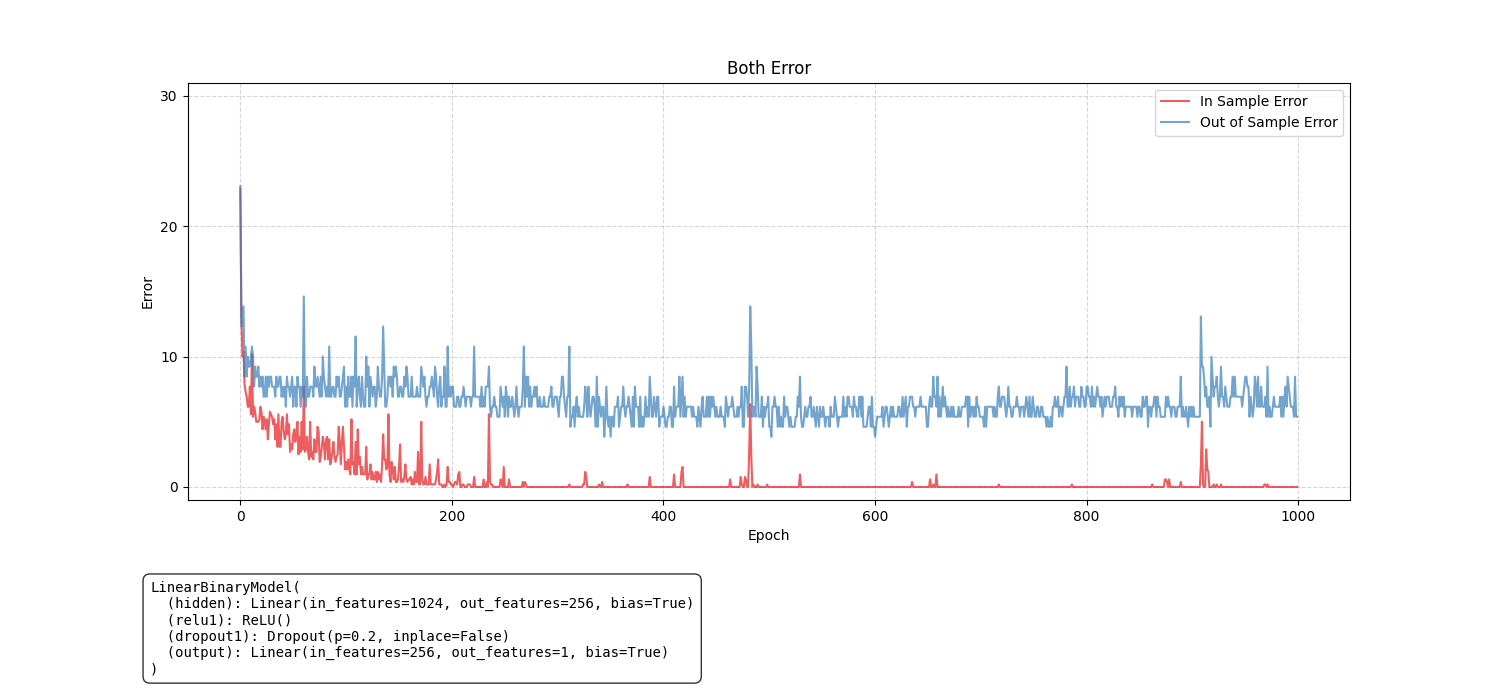 Both Error
30
20
10
0
Error
In Sample Error
Out of Sample Error
0
200
400
600
800
1000
Epoch
LinearBinaryModel(
  (hidden): Linear(in_features=1024, out_features=256, bias=True)
  (relu1): ReLU()
  (dropout1): Dropout(p=0.2, inplace=False)
  (output): Linear(in_features=256, out_features=1, bias=True)
)